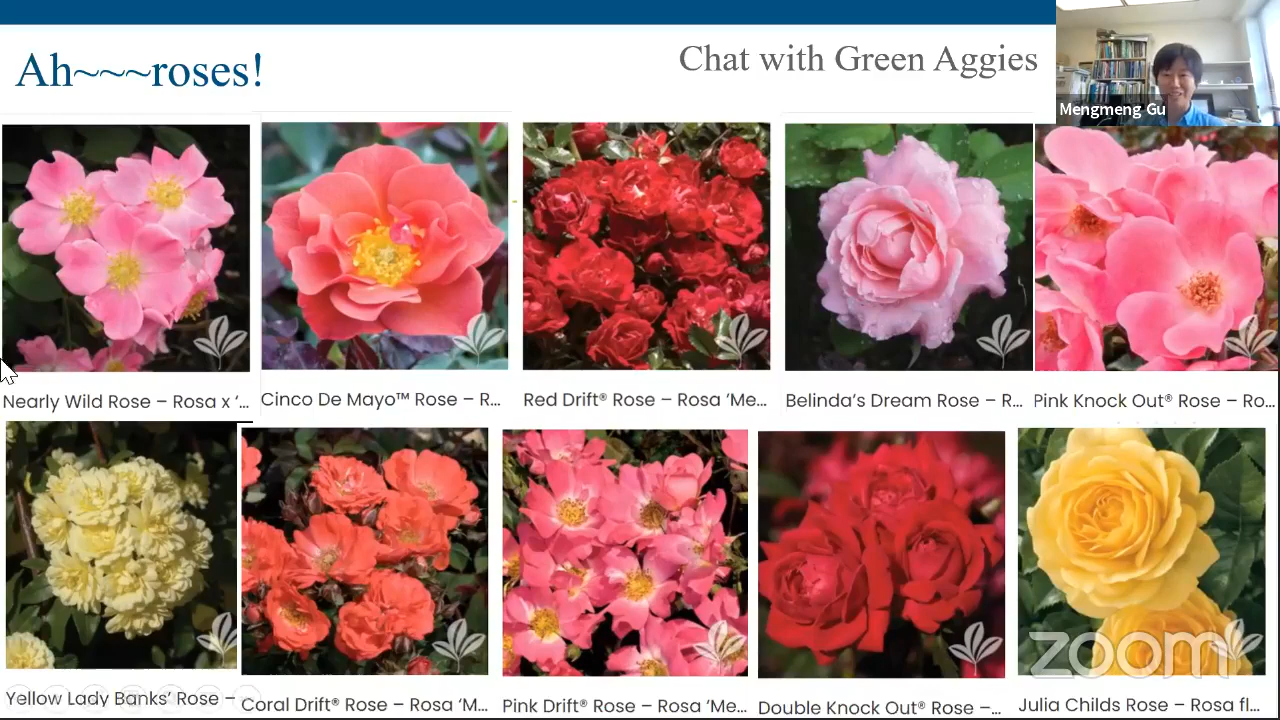 Ah~~~roses!
Chat with Green Aggies
Mengmeng Gu
Nearly Wild Rose – Rosa x ‘...
Cinco De Mayo™ Rose – R...
Red Drift® Rose – Rosa ‘Me...
Belinda’s Dream Rose – R...
Pink Knock Out® Rose – Ro...
Yellow Lady Banks’ Rose –
Coral Drift® Rose – Rosa ‘M...
Pink Drift® Rose – Rosa ‘Me...
Double Knock Out® Rose –...
Julia Childs Rose – Rosa fl...
zoom